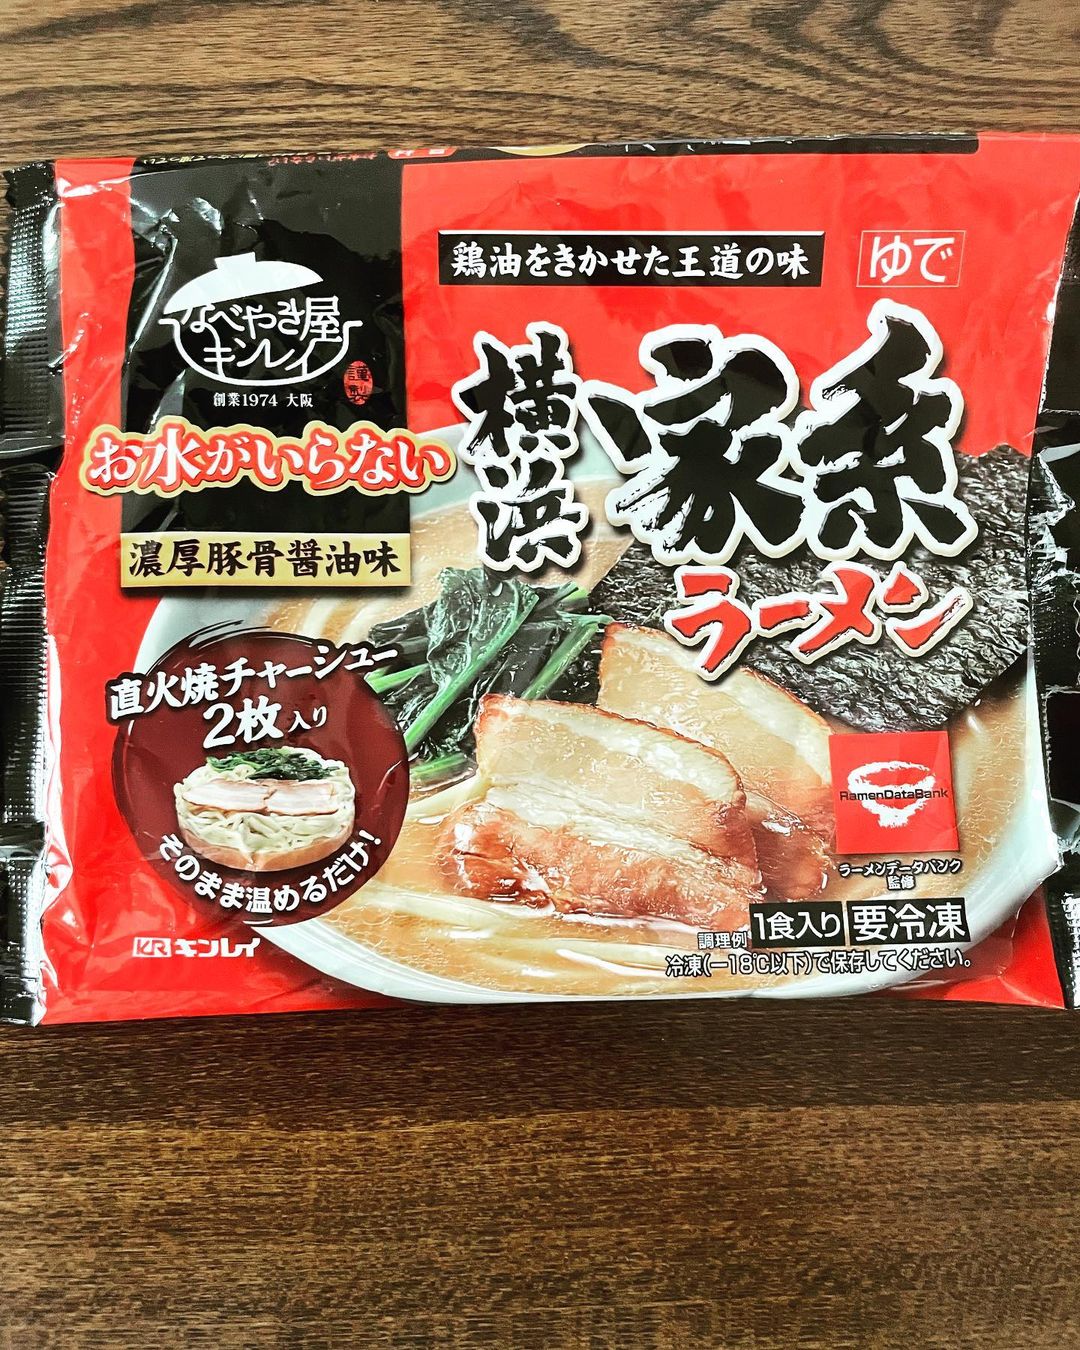 鶏油をきかせた王道の味
ゆで
なべやき屋
キンレイ
謹製
創業1974 大阪
お水がいらない
濃厚豚骨醤油味
横浜
家系
ラーメン
直火焼チャーシュー
2枚入り
そのまま温めるだけ!
RamenDataBank
ラーメンデータバンク
監修
KR キンレイ
調理例 1食入り 要冷凍
冷凍(-18℃以下)で保存してください。